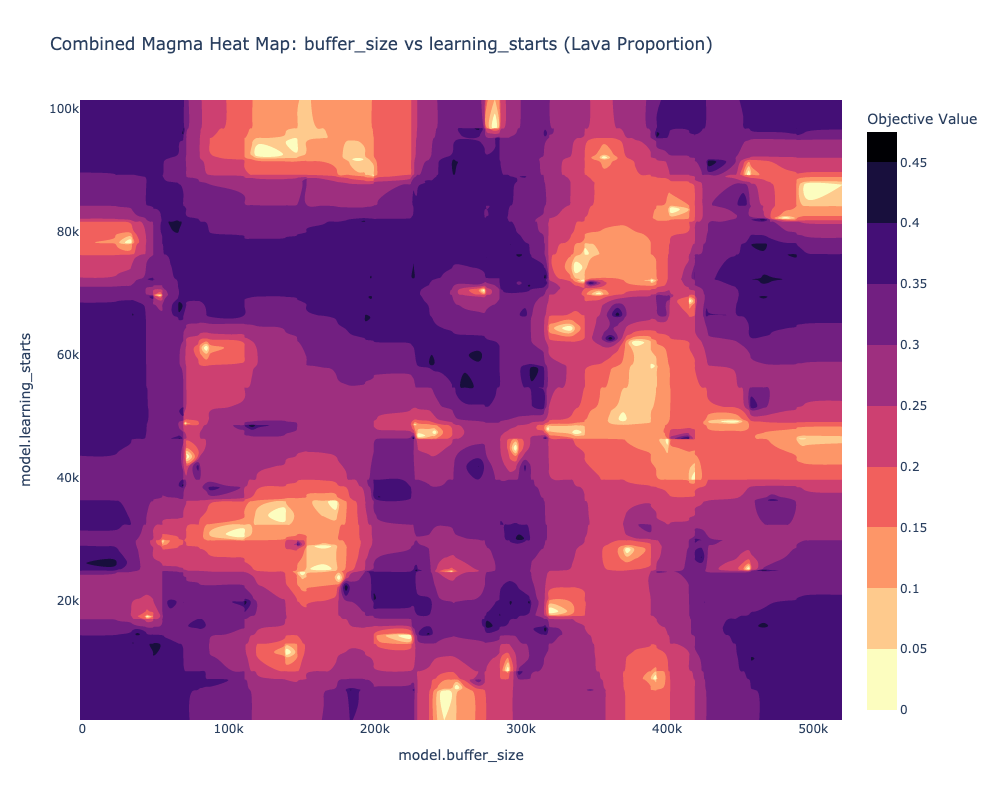 Combined Magma Heat Map: buffer_size vs learning_starts (Lava Proportion)
Objective Value
100k
80k
60k
40k
20k
model.learning_starts
0
100k
200k
300k
400k
500k
model.buffer_size
0.45
0.4
0.35
0.3
0.25
0.2
0.15
0.1
0.05
0